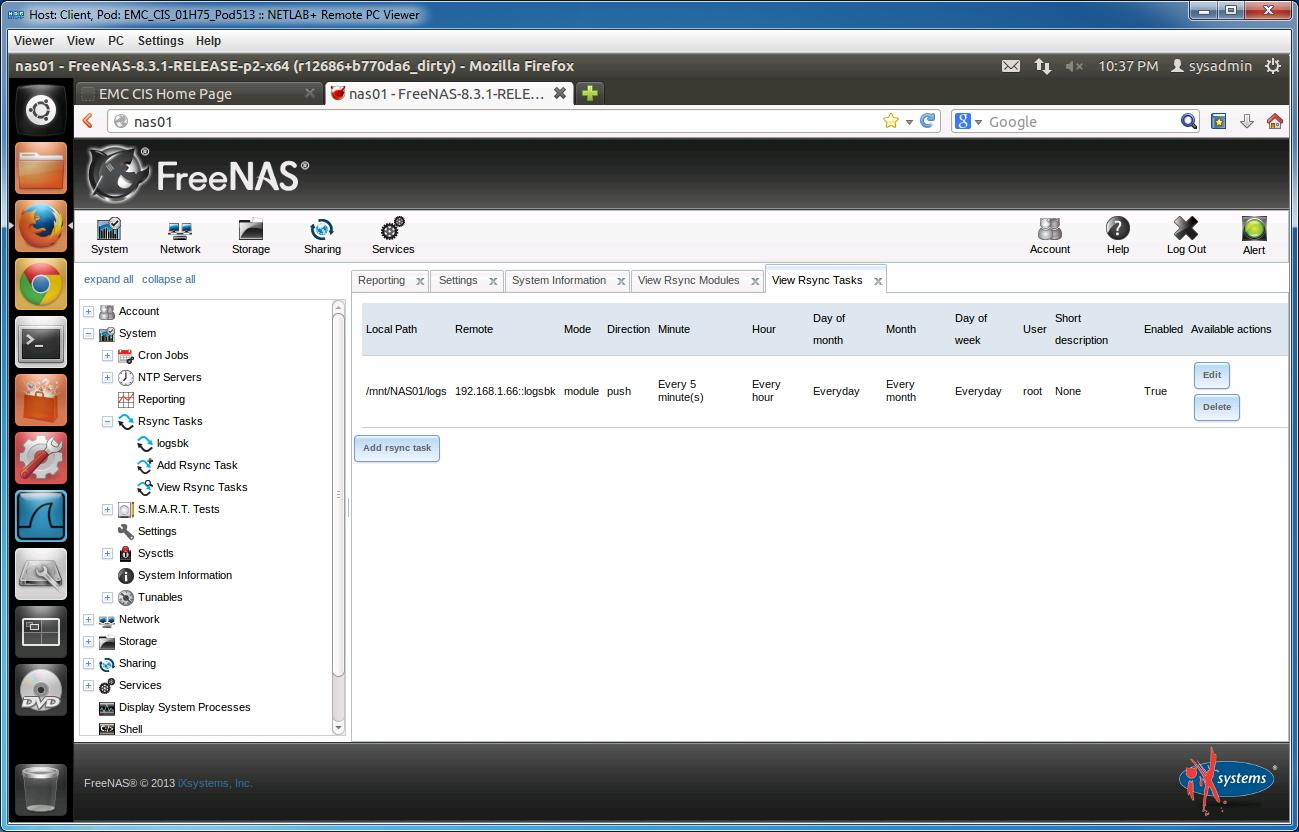 Host: Client, Pod: EMC_CIS_01H75_Pod513 :: NETLAB+ Remote PC Viewer
Viewer View PC Settings Help
nas01 - FreeNAS-8.3.1-RELEASE-p2-x64 (r12686+b770da6_dirty) - Mozilla Firefox
10:37 PM sysadmin
EMC CIS Home Page
nas01 - FreeNAS-8.3.1-RELE...
nas01
Google
FreeNAS®
System Network Storage Sharing Services
Account Help Log Out Alert
expand all collapse all
Account
System
Cron Jobs
NTP Servers
Reporting
Rsync Tasks
logsbk
Add Rsync Task
View Rsync Tasks
S.M.A.R.T. Tests
Settings
Sysctls
System Information
Tunables
Network
Storage
Sharing
Services
Display System Processes
Shell
Reporting Settings System Information View Rsync Modules View Rsync Tasks
Local Path Remote Mode Direction Minute Hour Day of month Month Day of week User Short description Enabled Available actions
/mnt/NAS01/logs 192.168.1.66::logsbk module push Every 5 minute(s) Every hour Everyday Every month Everyday root None True
Edit
Delete
Add rsync task
FreeNAS® © 2013 iXsystems, Inc.
iXsystems®
DVD